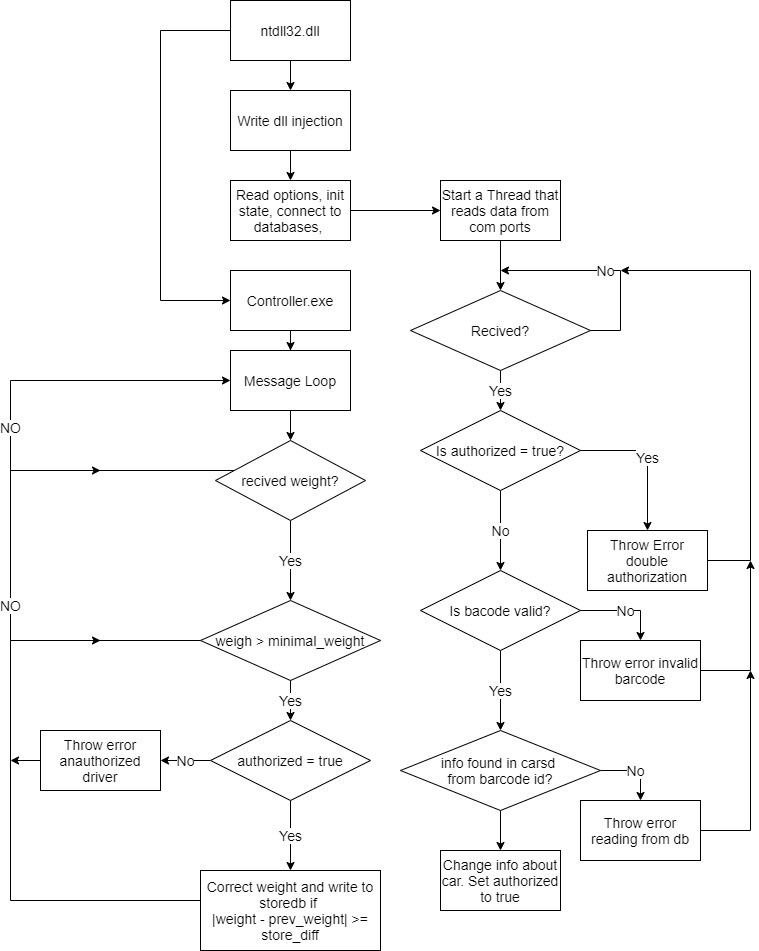 ntdll32.dll
Write dll injection
Read options, init
state, connect to
databases,
Start a Thread that
reads data from
com ports
No
Controller.exe
Recived?
Message Loop
Yes
NO
Is authorized = true?
Yes
recived weight?
No
Throw Error
double
authorization
Yes
NO
Is bacode valid?
No
weigh > minimal_weight
Throw error invalid
barcode
Yes
Yes
Throw error
anauthorized
driver
No
authorized = true
info found in carsd
from barcode id?
No
Throw error
reading from db
Yes
Change info about
car. Set authorized
to true
Correct weight and write to
storedb if
|weight - prev_weight| >=
store_diff